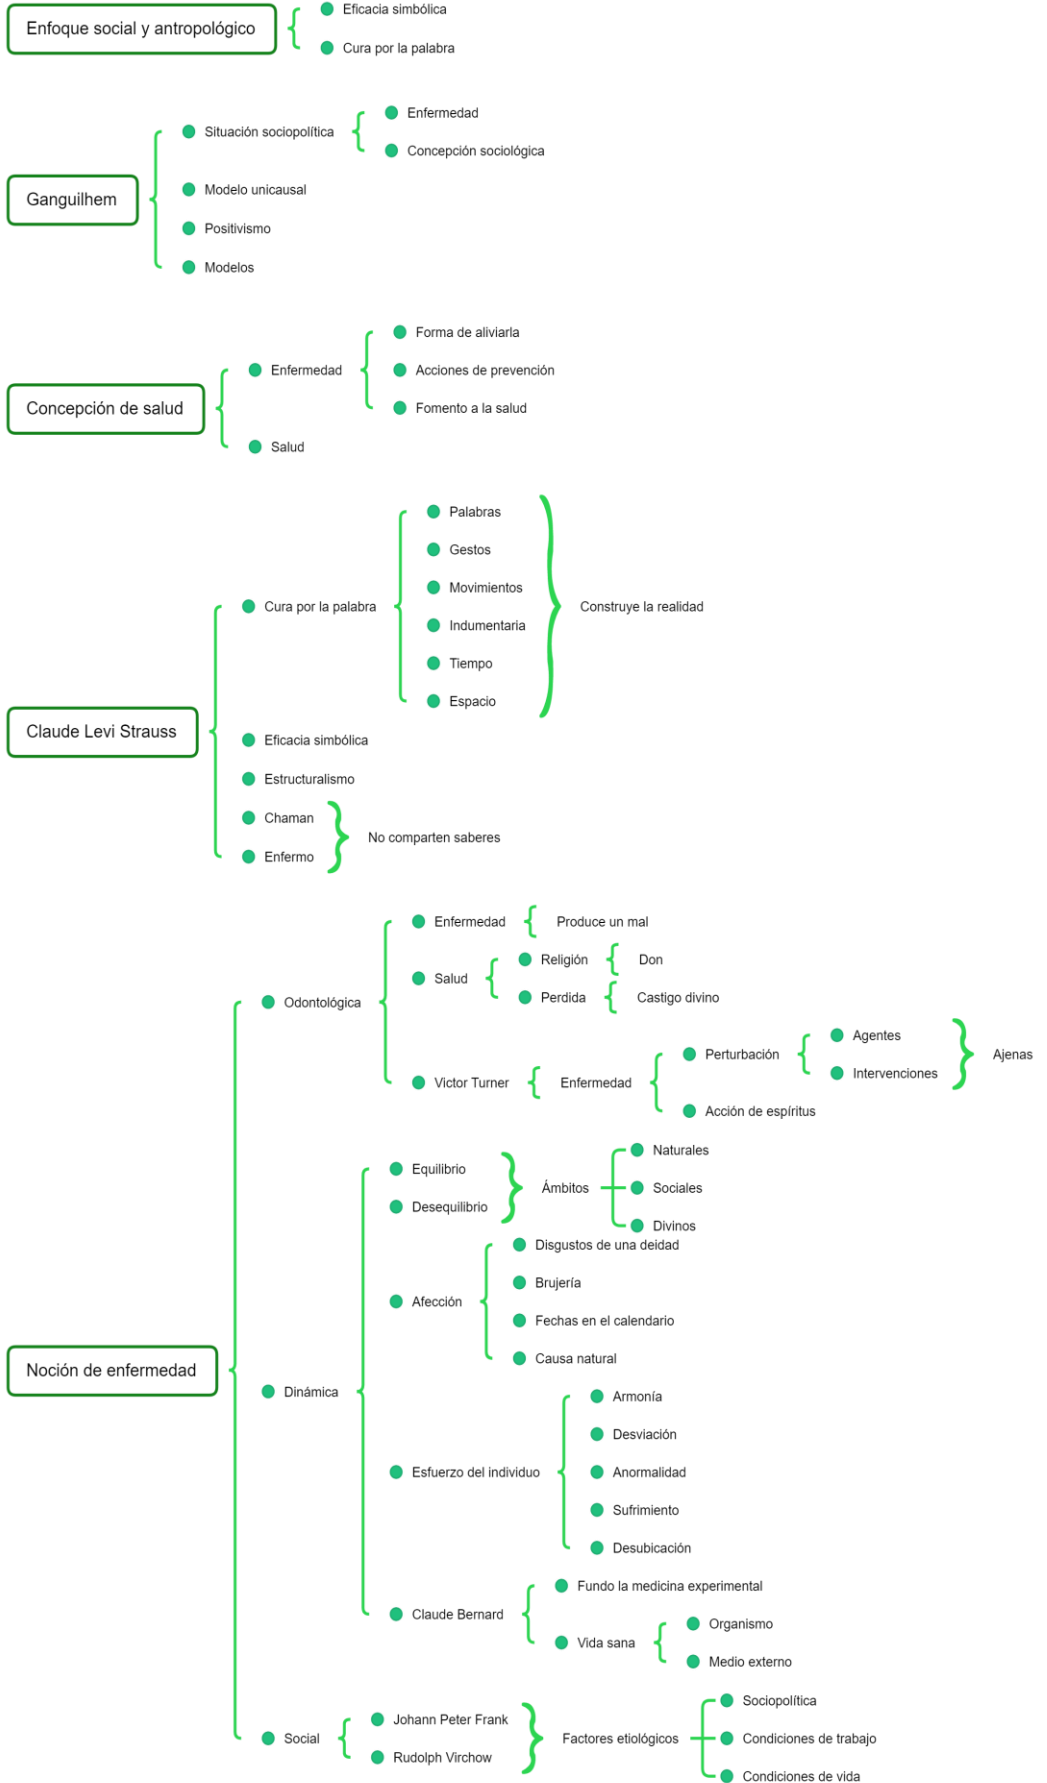 Enfoque social y antropológico
Eficacia simbólica
Cura por la palabra
Ganguilhem
Situación sociopolítica
Enfermedad
Concepción sociológica
Modelo unicausal
Positivismo
Modelos
Concepción de salud
Enfermedad
Forma de aliviarla
Acciones de prevención
Fomento a la salud
Salud
Claude Levi Strauss
Cura por la palabra
Palabras
Gestos
Movimientos
Indumentaria
Tiempo
Espacio
Construye la realidad
Eficacia simbólica
Estructuralismo
Chaman
Enfermo
No comparten saberes
Noción de enfermedad
Odontológica
Enfermedad
Produce un mal
Salud
Religión
Don
Perdida
Castigo divino
Victor Turner
Enfermedad
Perturbación
Agentes
Intervenciones
Ajenas
Acción de espíritus
Dinámica
Equilibrio
Desequilibrio
Ámbitos
Naturales
Sociales
Divinos
Afección
Disgustos de una deidad
Brujería
Fechas en el calendario
Causa natural
Esfuerzo del individuo
Armonía
Desviación
Anormalidad
Sufrimiento
Desubicación
Claude Bernard
Fundo la medicina experimental
Vida sana
Organismo
Medio externo
Social
Johann Peter Frank
Rudolph Virchow
Factores etiológicos
Sociopolítica
Condiciones de trabajo
Condiciones de vida